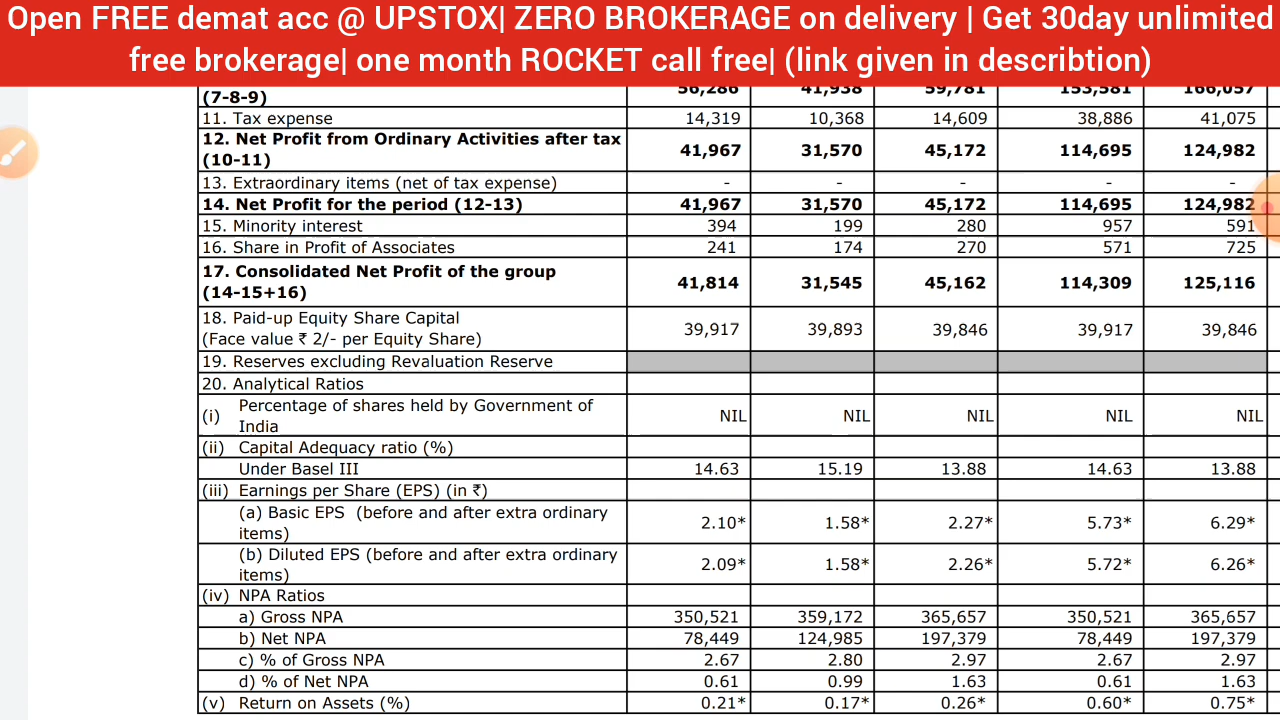 Open FREE demat acc @ UPSTOX| ZERO BROKERAGE on delivery | Get 30day unlimited
free brokerage| one month ROCKET call free| (link given in describtion)
(7-8-9) 56,286 41,938 59,781 153,581 166,057
11. Tax expense 14,319 10,368 14,609 38,886 41,075
12. Net Profit from Ordinary Activities after tax
(10-11) 41,967 31,570 45,172 114,695 124,982
13. Extraordinary items (net of tax expense) - - - - -
14. Net Profit for the period (12-13) 41,967 31,570 45,172 114,695 124,982
15. Minority interest 394 199 280 957 591
16. Share in Profit of Associates 241 174 270 571 725
17. Consolidated Net Profit of the group
(14-15+16) 41,814 31,545 45,162 114,309 125,116
18. Paid-up Equity Share Capital
(Face value ₹ 2/- per Equity Share) 39,917 39,893 39,846 39,917 39,846
19. Reserves excluding Revaluation Reserve
20. Analytical Ratios
(i) Percentage of shares held by Government of
India NIL NIL NIL NIL NIL
(ii) Capital Adequacy ratio (%)
Under Basel III 14.63 15.19 13.88 14.63 13.88
(iii) Earnings per Share (EPS) (in ₹)
(a) Basic EPS (before and after extra ordinary
items) 2.10* 1.58* 2.27* 5.73* 6.29*
(b) Diluted EPS (before and after extra ordinary
items) 2.09* 1.58* 2.26* 5.72* 6.26*
(iv) NPA Ratios
a) Gross NPA 350,521 359,172 365,657 350,521 365,657
b) Net NPA 78,449 124,985 197,379 78,449 197,379
c) % of Gross NPA 2.67 2.80 2.97 2.67 2.97
d) % of Net NPA 0.61 0.99 1.63 0.61 1.63
(v) Return on Assets (%) 0.21* 0.17* 0.26* 0.60* 0.75*